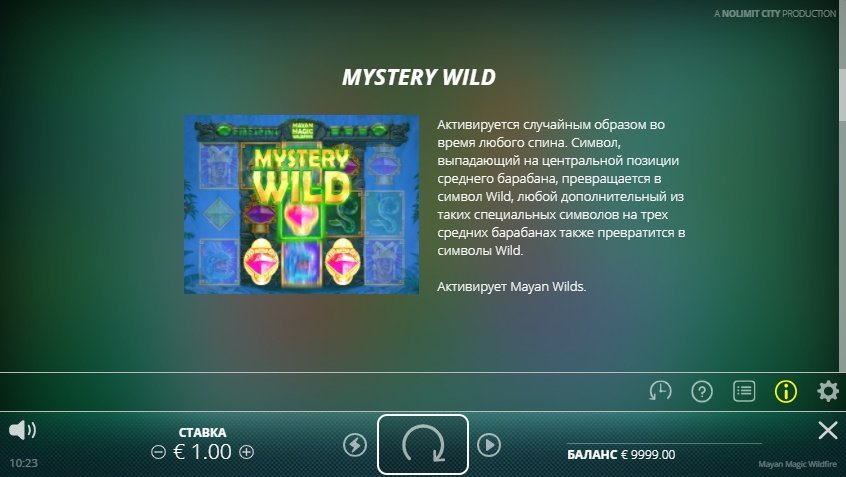 A NOLIMIT CITY PRODUCTION
MYSTERY WILD
MAYAN
MAGIC
WILDFIRE
MYSTERY
WILD
Активируется случайным образом во
время любого спина. Символ,
выпадающий на центральной позиции
среднего барабана, превращается в
символ Wild, любой дополнительный из
таких специальных символов на трех
средних барабанах также превратится в
символы Wild.
Активирует Mayan Wilds.
СТАВКА
€ 1.00
БАЛАНС € 9999.00
10:23
Mayan Magic Wildfire